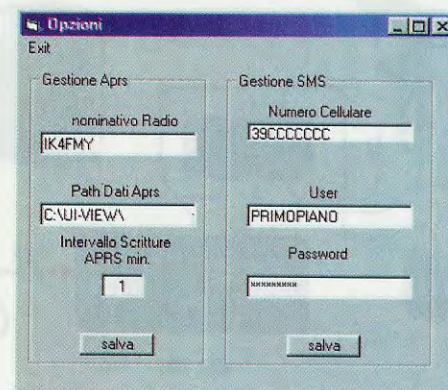 Opzioni
Exit
Gestione Aprs
nominativo Radio
IK4FMY
Path Dati Aprs
C:\UI-VIEW\
Intervallo Scritture
APRS min.
1
salva
Gestione SMS
Numero Cellulare
39CCCCCCC
User
PRIMOPIANO
Password
*********
salva